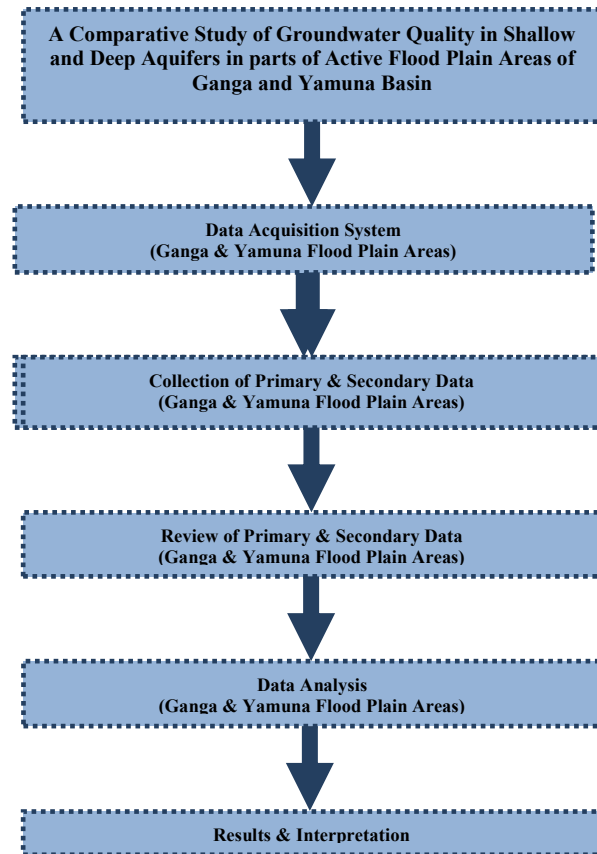 A Comparative Study of Groundwater Quality in Shallow
and Deep Aquifers in parts of Active Flood Plain Areas of
Ganga and Yamuna Basin
Data Acquisition System
(Ganga & Yamuna Flood Plain Areas)
Collection of Primary & Secondary Data
(Ganga & Yamuna Flood Plain Areas)
Review of Primary & Secondary Data
(Ganga & Yamuna Flood Plain Areas)
Data Analysis
(Ganga & Yamuna Flood Plain Areas)
Results & Interpretation